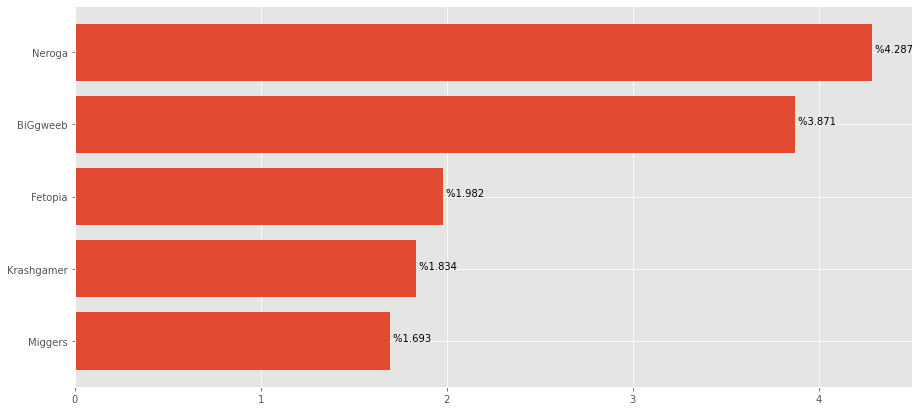 Neroga %4.287
BiGgweeb %3.871
Fetopia %1.982
Krashgamer %1.834
Miggers %1.693
0 1 2 3 4